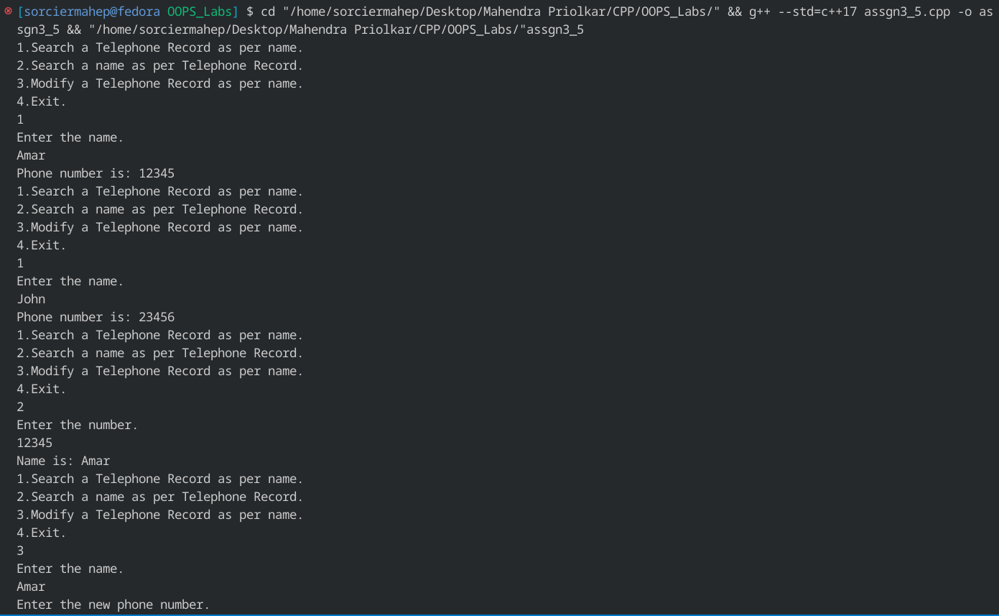 [sorciermahep@fedora OOPS_Labs] $ cd "/home/sorciermahep/Desktop/Mahendra Priolkar/CPP/OOPS_Labs/" && g++ --std=c++17 assgn3_5.cpp -o as
sgn3_5 && "/home/sorciermahep/Desktop/Mahendra Priolkar/CPP/OOPS_Labs/"assgn3_5
1.Search a Telephone Record as per name.
2.Search a name as per Telephone Record.
3.Modify a Telephone Record as per name.
4.Exit.
1
Enter the name.
Amar
Phone number is: 12345
1.Search a Telephone Record as per name.
2.Search a name as per Telephone Record.
3.Modify a Telephone Record as per name.
4.Exit.
1
Enter the name.
John
Phone number is: 23456
1.Search a Telephone Record as per name.
2.Search a name as per Telephone Record.
3.Modify a Telephone Record as per name.
4.Exit.
2
Enter the number.
12345
Name is: Amar
1.Search a Telephone Record as per name.
2.Search a name as per Telephone Record.
3.Modify a Telephone Record as per name.
4.Exit.
3
Enter the name.
Amar
Enter the new phone number.